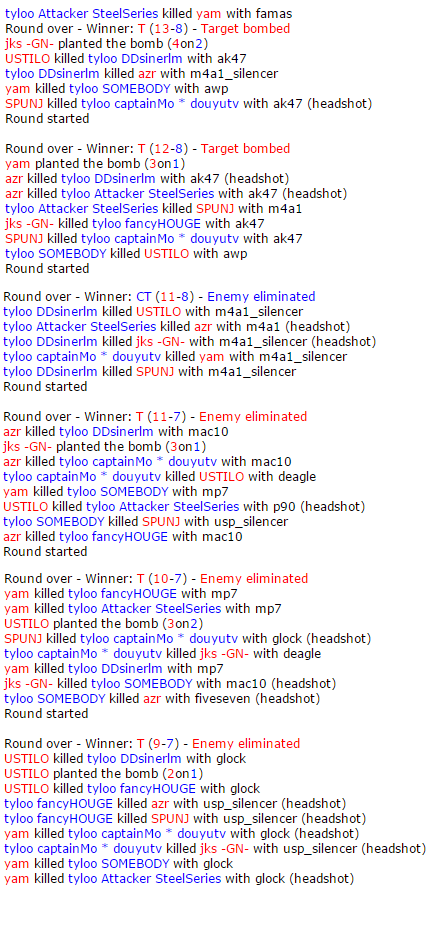 tyloo Attacker SteelSeries killed yam with famas
Round over - Winner: T (13-8) - Target bombed
jks -GN- planted the bomb (4on2)
USTILO killed tyloo DDsinerlm with ak47
tyloo DDsinerlm killed azr with m4a1_silencer
yam killed tyloo SOMEBODY with awp
SPUNJ killed tyloo captainMo * douyutv with ak47 (headshot)
Round started
Round over - Winner: T (12-8) - Target bombed
yam planted the bomb (3on1)
azr killed tyloo DDsinerlm with ak47 (headshot)
azr killed tyloo Attacker SteelSeries with ak47 (headshot)
tyloo Attacker SteelSeries killed SPUNJ with m4a1
jks -GN- killed tyloo fancyHOUGE with ak47
SPUNJ killed tyloo captainMo * douyutv with ak47
tyloo SOMEBODY killed USTILO with awp
Round started
Round over - Winner: CT (11-8) - Enemy eliminated
tyloo DDsinerlm killed USTILO with m4a1_silencer
tyloo Attacker SteelSeries killed azr with m4a1 (headshot)
tyloo DDsinerlm killed jks -GN- with m4a1_silencer (headshot)
tyloo captainMo * douyutv killed yam with m4a1_silencer
tyloo DDsinerlm killed SPUNJ with m4a1_silencer
Round started
Round over - Winner: T (11-7) - Enemy eliminated
azr killed tyloo DDsinerlm with mac10
jks -GN- planted the bomb (3on1)
azr killed tyloo captainMo * douyutv with mac10
tyloo captainMo * douyutv killed USTILO with deagle
yam killed tyloo SOMEBODY with mp7
USTILO killed tyloo Attacker SteelSeries with p90 (headshot)
tyloo SOMEBODY killed SPUNJ with usp_silencer
azr killed tyloo fancyHOUGE with mac10
Round started
Round over - Winner: T (10-7) - Enemy eliminated
yam killed tyloo fancyHOUGE with mp7
yam killed tyloo Attacker SteelSeries with mp7
USTILO planted the bomb (3on2)
SPUNJ killed tyloo captainMo * douyutv with glock (headshot)
tyloo captainMo * douyutv killed jks -GN- with deagle
yam killed tyloo DDsinerlm with mp7
jks -GN- killed tyloo SOMEBODY with mac10 (headshot)
tyloo SOMEBODY killed azr with fiveseven (headshot)
Round started
Round over - Winner: T (9-7) - Enemy eliminated
USTILO killed tyloo DDsinerlm with glock
USTILO planted the bomb (2on1)
USTILO killed tyloo fancyHOUGE with glock
tyloo fancyHOUGE killed azr with usp_silencer (headshot)
tyloo fancyHOUGE killed SPUNJ with usp_silencer (headshot)
yam killed tyloo captainMo * douyutv with glock (headshot)
tyloo captainMo * douyutv killed jks -GN- with usp_silencer (headshot)
yam killed tyloo SOMEBODY with glock
yam killed tyloo Attacker SteelSeries with glock (headshot)